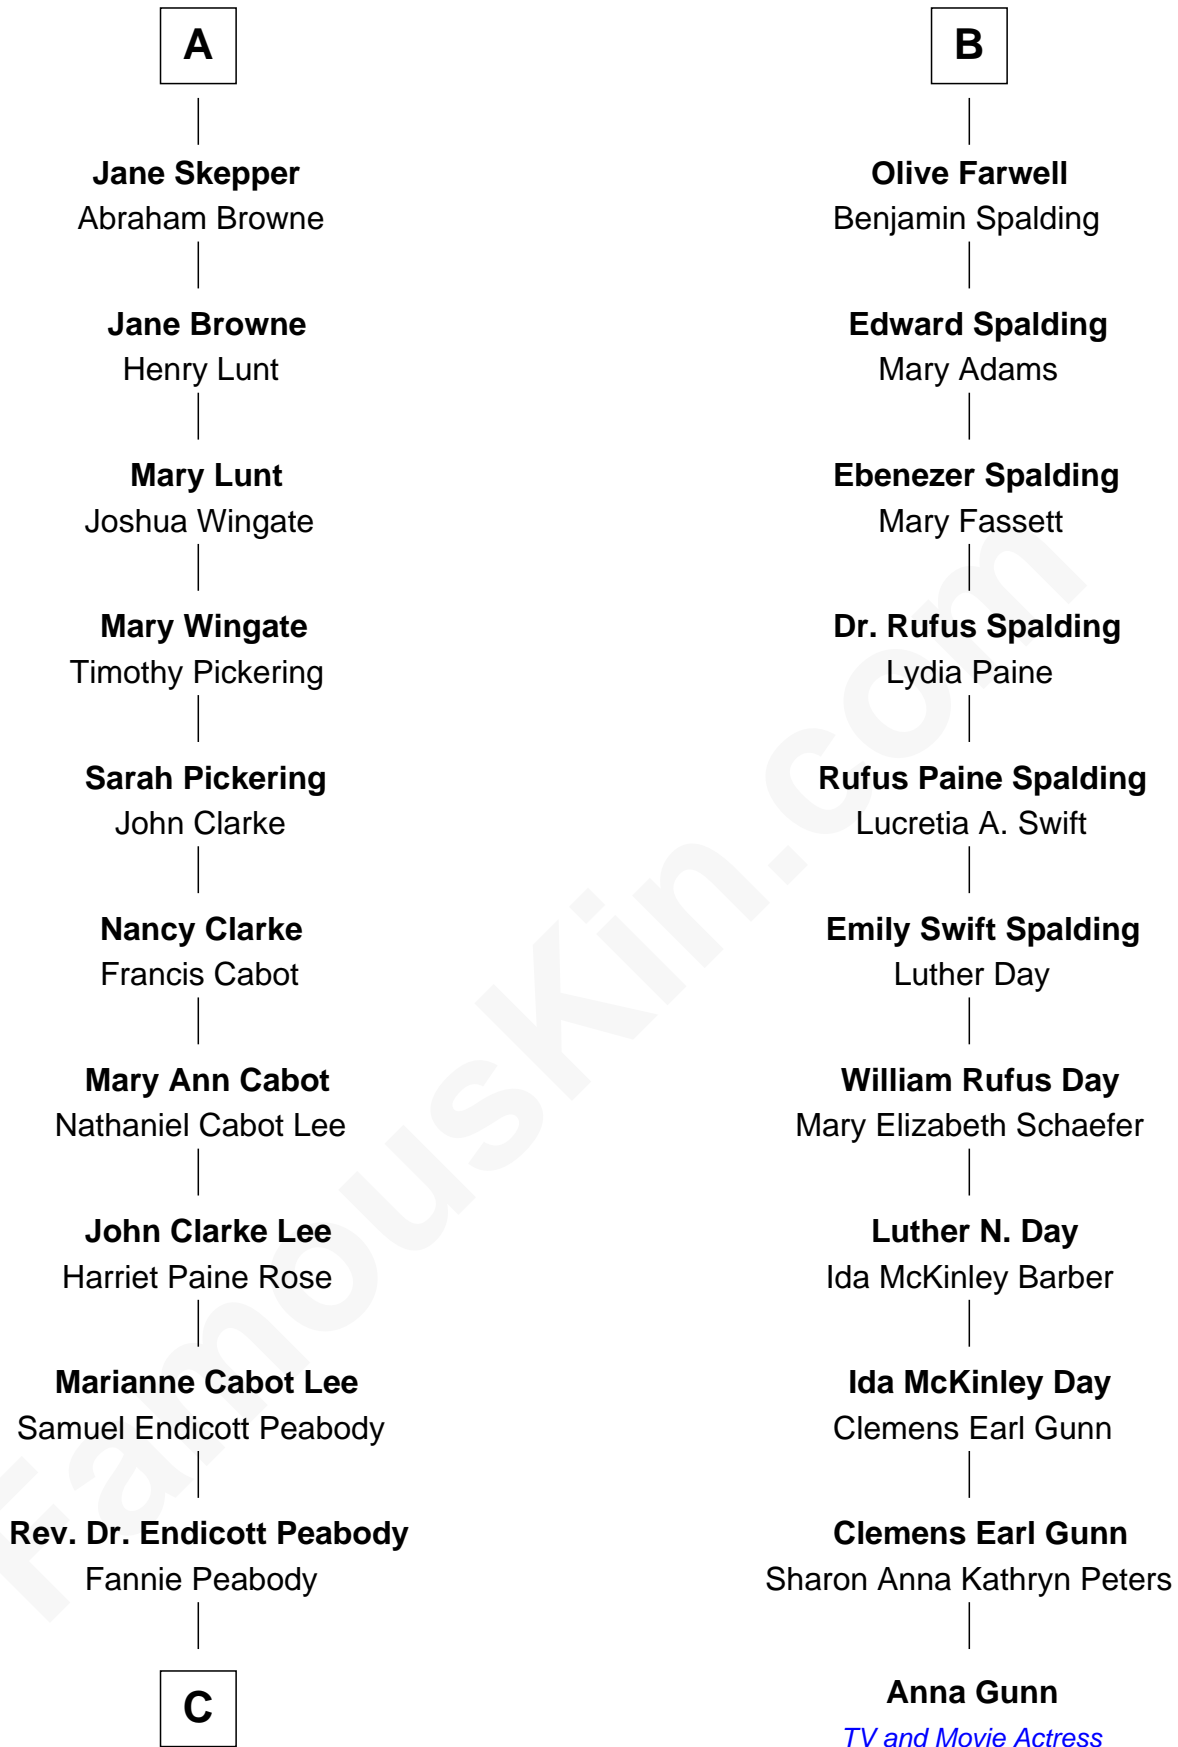 A
Jane Skepper
Abraham Browne
Jane Browne
Henry Lunt
Mary Lunt
Joshua Wingate
Mary Wingate
Timothy Pickering
Sarah Pickering
John Clarke
Nancy Clarke
Francis Cabot
Mary Ann Cabot
Nathaniel Cabot Lee
John Clarke Lee
Harriet Paine Rose
Marianne Cabot Lee
Samuel Endicott Peabody
Rev. Dr. Endicott Peabody
Fannie Peabody
C
B
Olive Farwell
Benjamin Spalding
Edward Spalding
Mary Adams
Ebenezer Spalding
Mary Fassett
Dr. Rufus Spalding
Lydia Paine
Rufus Paine Spalding
Lucretia A. Swift
Emily Swift Spalding
Luther Day
William Rufus Day
Mary Elizabeth Schaefer
Luther N. Day
Ida McKinley Barber
Ida McKinley Day
Clemens Earl Gunn
Clemens Earl Gunn
Sharon Anna Kathryn Peters
Anna Gunn
TV and Movie Actress
FamousKin.com